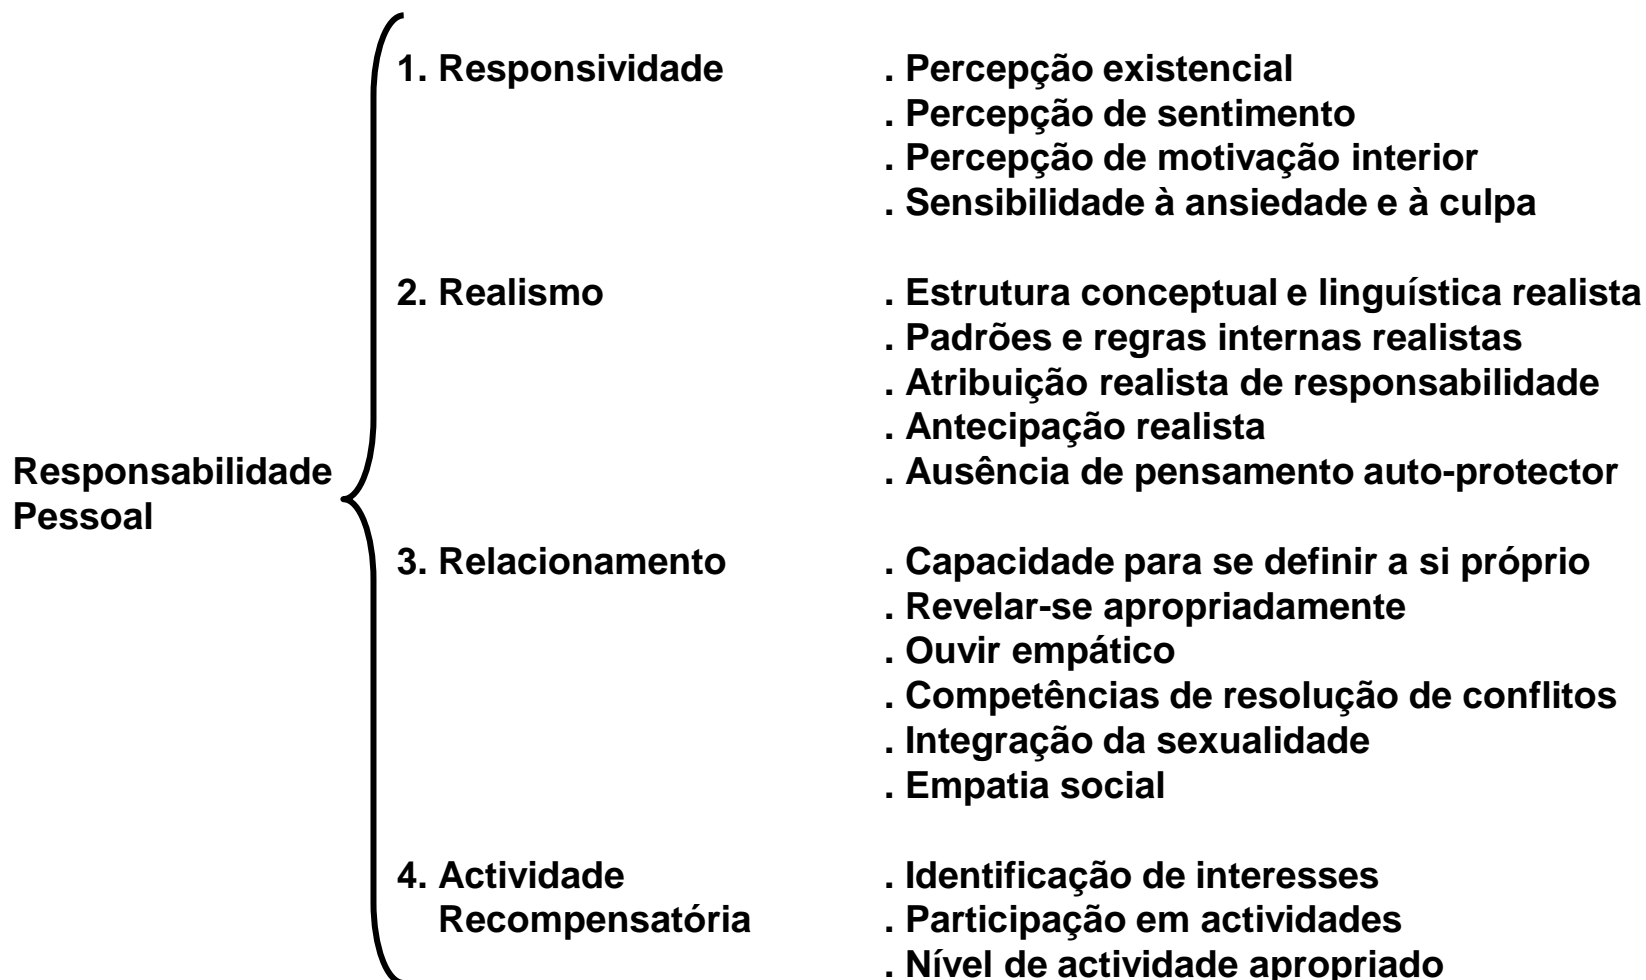 1. Responsividade . Percepção existencial
. Percepção de sentimento
. Percepção de motivação interior
. Sensibilidade à ansiedade e à culpa
2. Realismo . Estrutura conceptual e linguística realista
. Padrões e regras internas realistas
. Atribuição realista de responsabilidade
. Antecipação realista
Responsabilidade . Ausência de pensamento auto-protector
Pessoal
3. Relacionamento . Capacidade para se definir a si próprio
. Revelar-se apropriadamente
. Ouvir empático
. Competências de resolução de conflitos
. Integração da sexualidade
. Empatia social
4. Actividade . Identificação de interesses
Recompensatória . Participação em actividades
. Nível de actividade apropriado